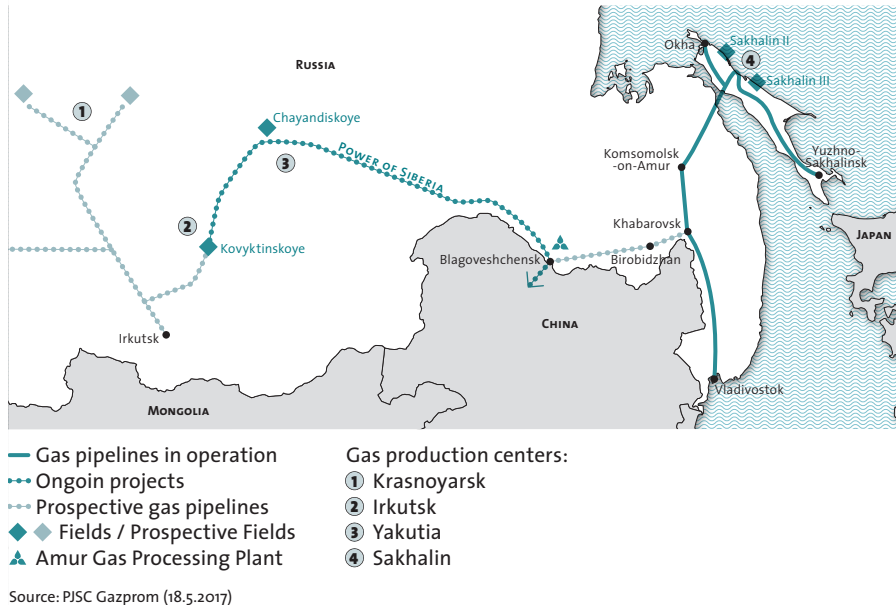 Okha
Sakhalin II
4
Sakhalin III
RUSSIA
1
Chayandiskoye
3
POWER OF SIBERIA
Komsomolsk
-on-Amur
Yuzhno-
Sakhalinsk
2
Kovyktinskoye
Khabarovsk
JAPAN
Blagoveshchensk
Birobidzhan
Irkutsk
CHINA
Vladivostok
MONGOLIA
Gas pipelines in operation
Ongoin projects
Prospective gas pipelines
Fields / Prospective Fields
Amur Gas Processing Plant
Gas production centers:
1 Krasnoyarsk
2 Irkutsk
3 Yakutia
4 Sakhalin
Source: PJSC Gazprom (18.5.2017)